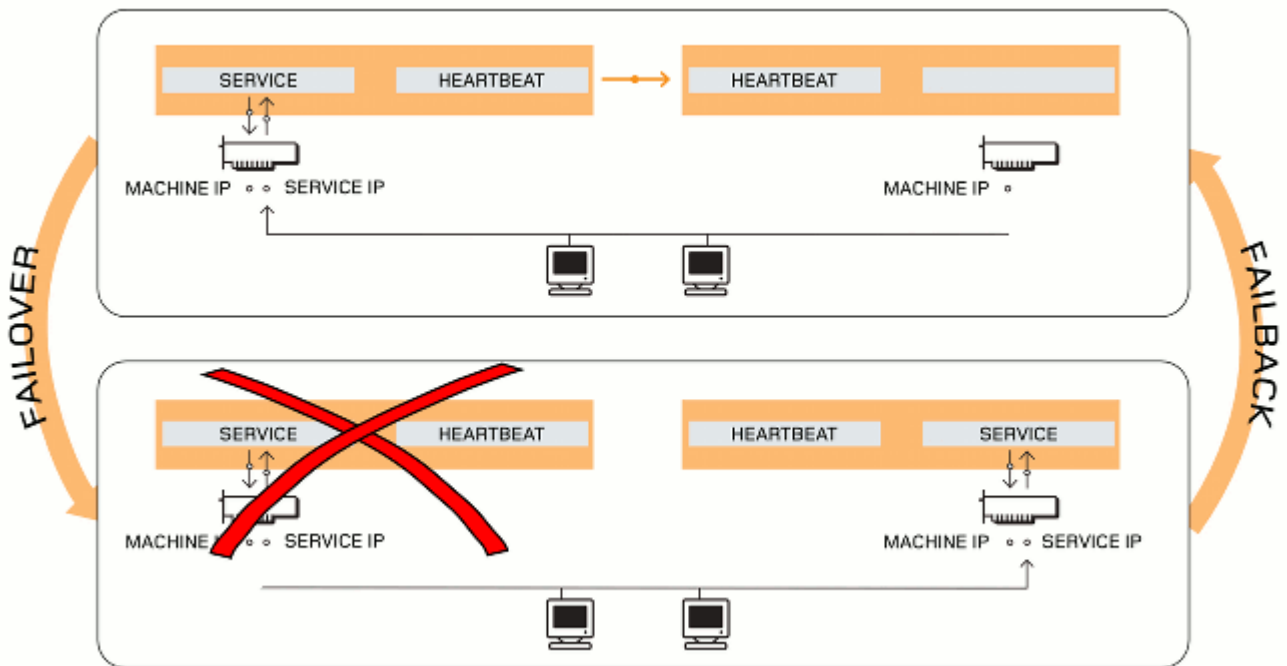 SERVICE HEARTBEAT HEARTBEAT
MACHINE IP SERVICE IP MACHINE IP
FAILOVER
FAILBACK
SERVICE HEARTBEAT HEARTBEAT SERVICE
MACHINE IP SERVICE IP MACHINE IP SERVICE IP